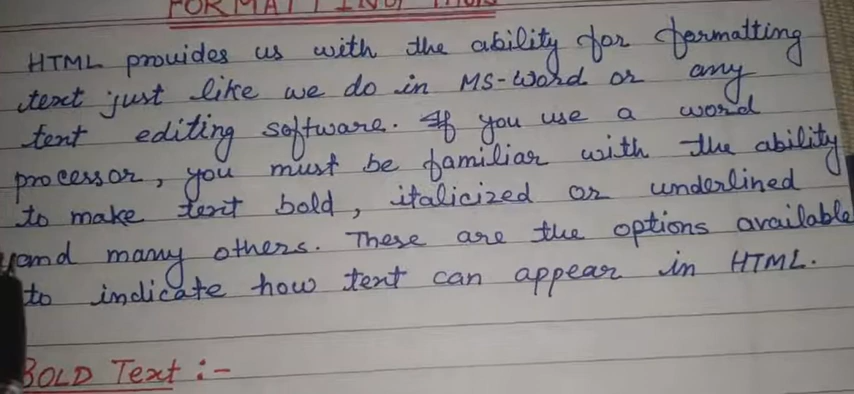 FORMATTING
HTML provides us with the ability for formatting
text just like we do in MS-Word or any
text editing software. If you use a word
processor, you must be familiar with the ability
to make text bold, italicized or underlined
and many others. These are the options available
to indicate how text can appear in HTML.
BOLD Text :-